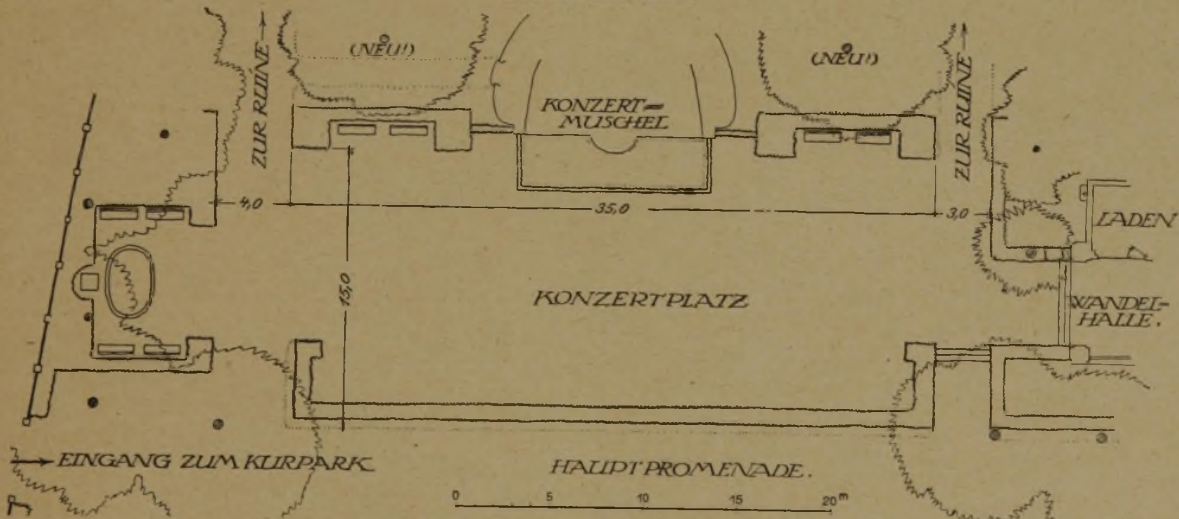 ZUR RUINE
(NEU!)
KONZERT=
MUSCHEL
(NEU!)
ZUR RUINE
4,0
35,0
3,0
LADEN
15,0
KONZERTPLATZ
WANDEL-
HALLE.
EINGANG ZUM KURPARK
HAUPTPROMENADE.
0 5 10 15 20 m